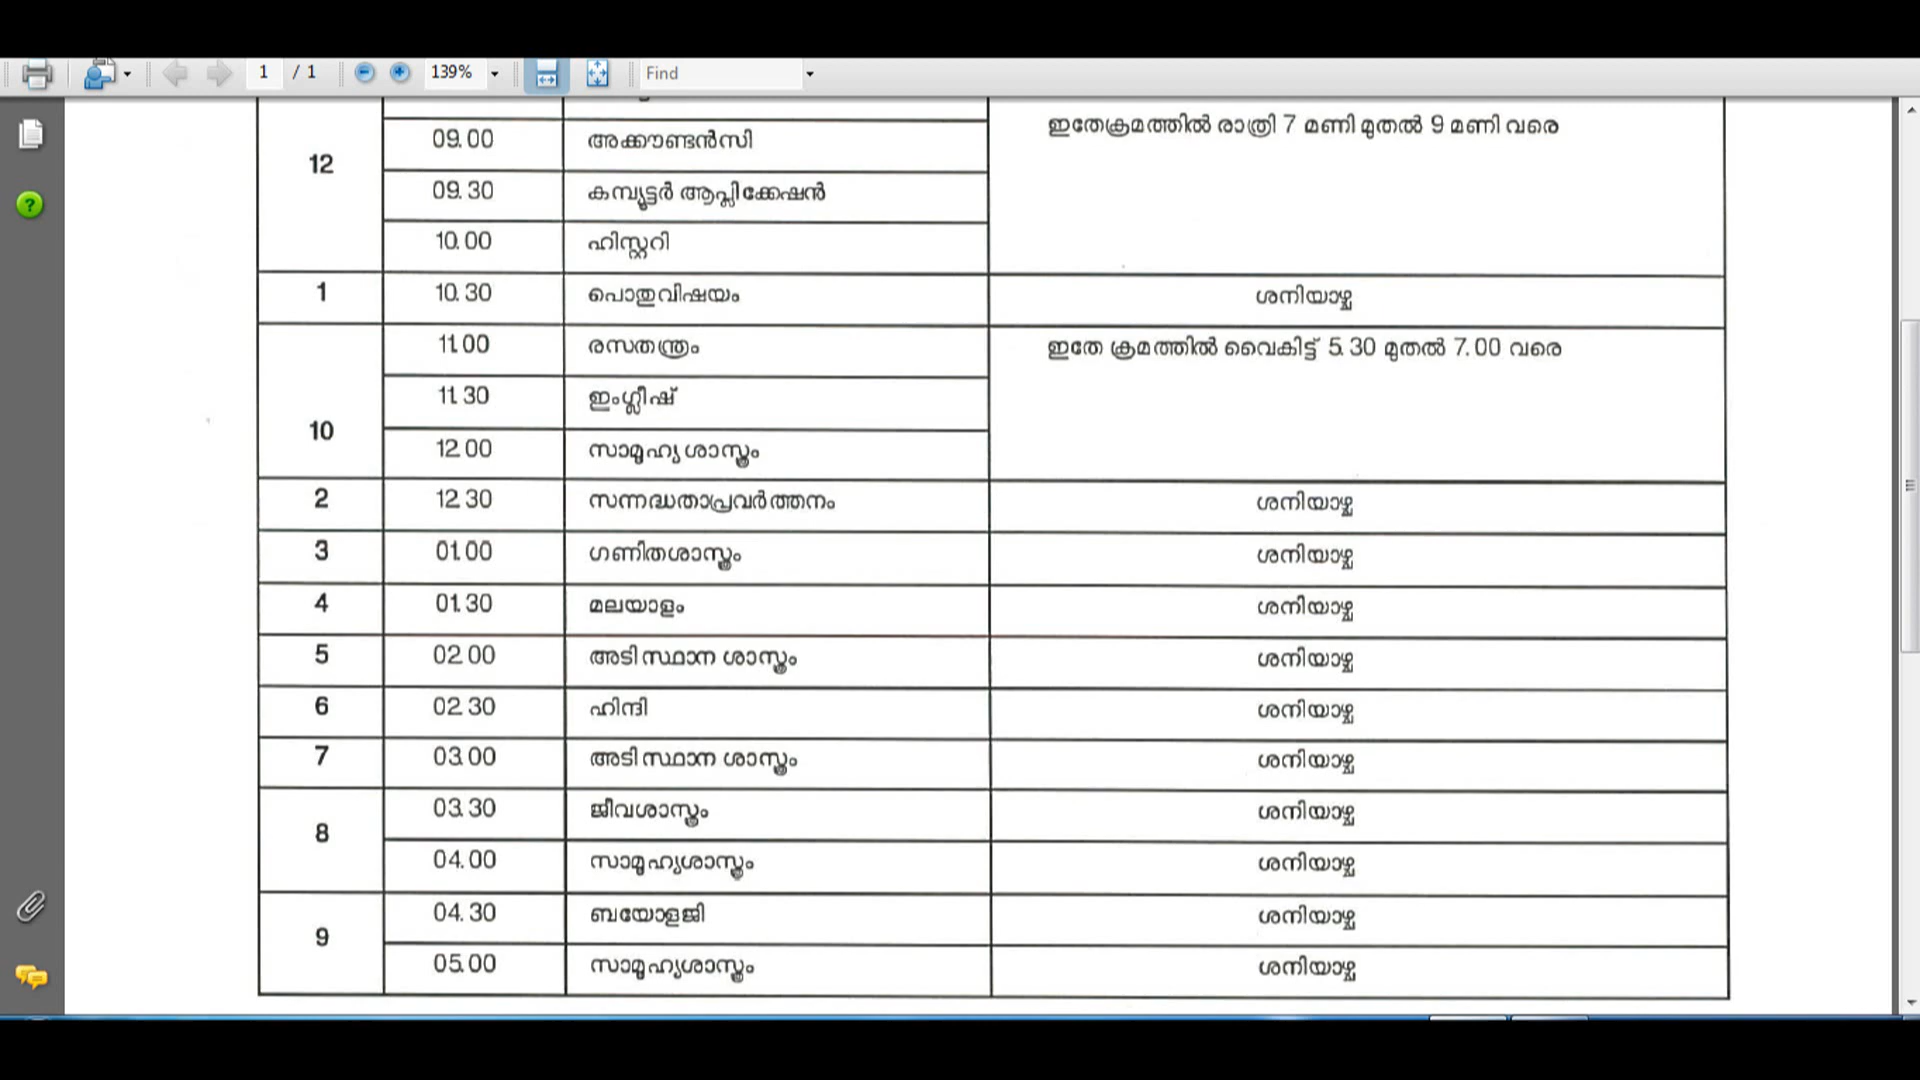 1 / 1 139% Find
ഇതേക്രമത്തിൽ രാത്രി 7 മണി മുതൽ 9 മണി വരെ
12
09.00 അക്കൗണ്ടൻസി
09.30 കമ്പ്യൂട്ടർ ആപ്ലിക്കേഷൻ
10.00 ഹിസ്റ്ററി
1 10.30 പൊതുവിഷയം ശനിയാഴ്ച
11.00 രസതന്ത്രം ഇതേ ക്രമത്തിൽ വൈകിട്ട് 5.30 മുതൽ 7.00 വരെ
11.30 ഇംഗ്ലീഷ്
10
12.00 സാമൂഹ്യ ശാസ്ത്രം
2 12.30 സന്നദ്ധതാപ്രവർത്തനം ശനിയാഴ്ച
3 01.00 ഗണിതശാസ്ത്രം ശനിയാഴ്ച
4 01.30 മലയാളം ശനിയാഴ്ച
5 02.00 അടിസ്ഥാന ശാസ്ത്രം ശനിയാഴ്ച
6 02.30 ഹിന്ദി ശനിയാഴ്ച
7 03.00 അടിസ്ഥാന ശാസ്ത്രം ശനിയാഴ്ച
8
03.30 ജീവശാസ്ത്രം ശനിയാഴ്ച
04.00 സാമൂഹ്യശാസ്ത്രം ശനിയാഴ്ച
9
04.30 ബയോളജി ശനിയാഴ്ച
05.00 സാമൂഹ്യശാസ്ത്രം ശനിയാഴ്ച